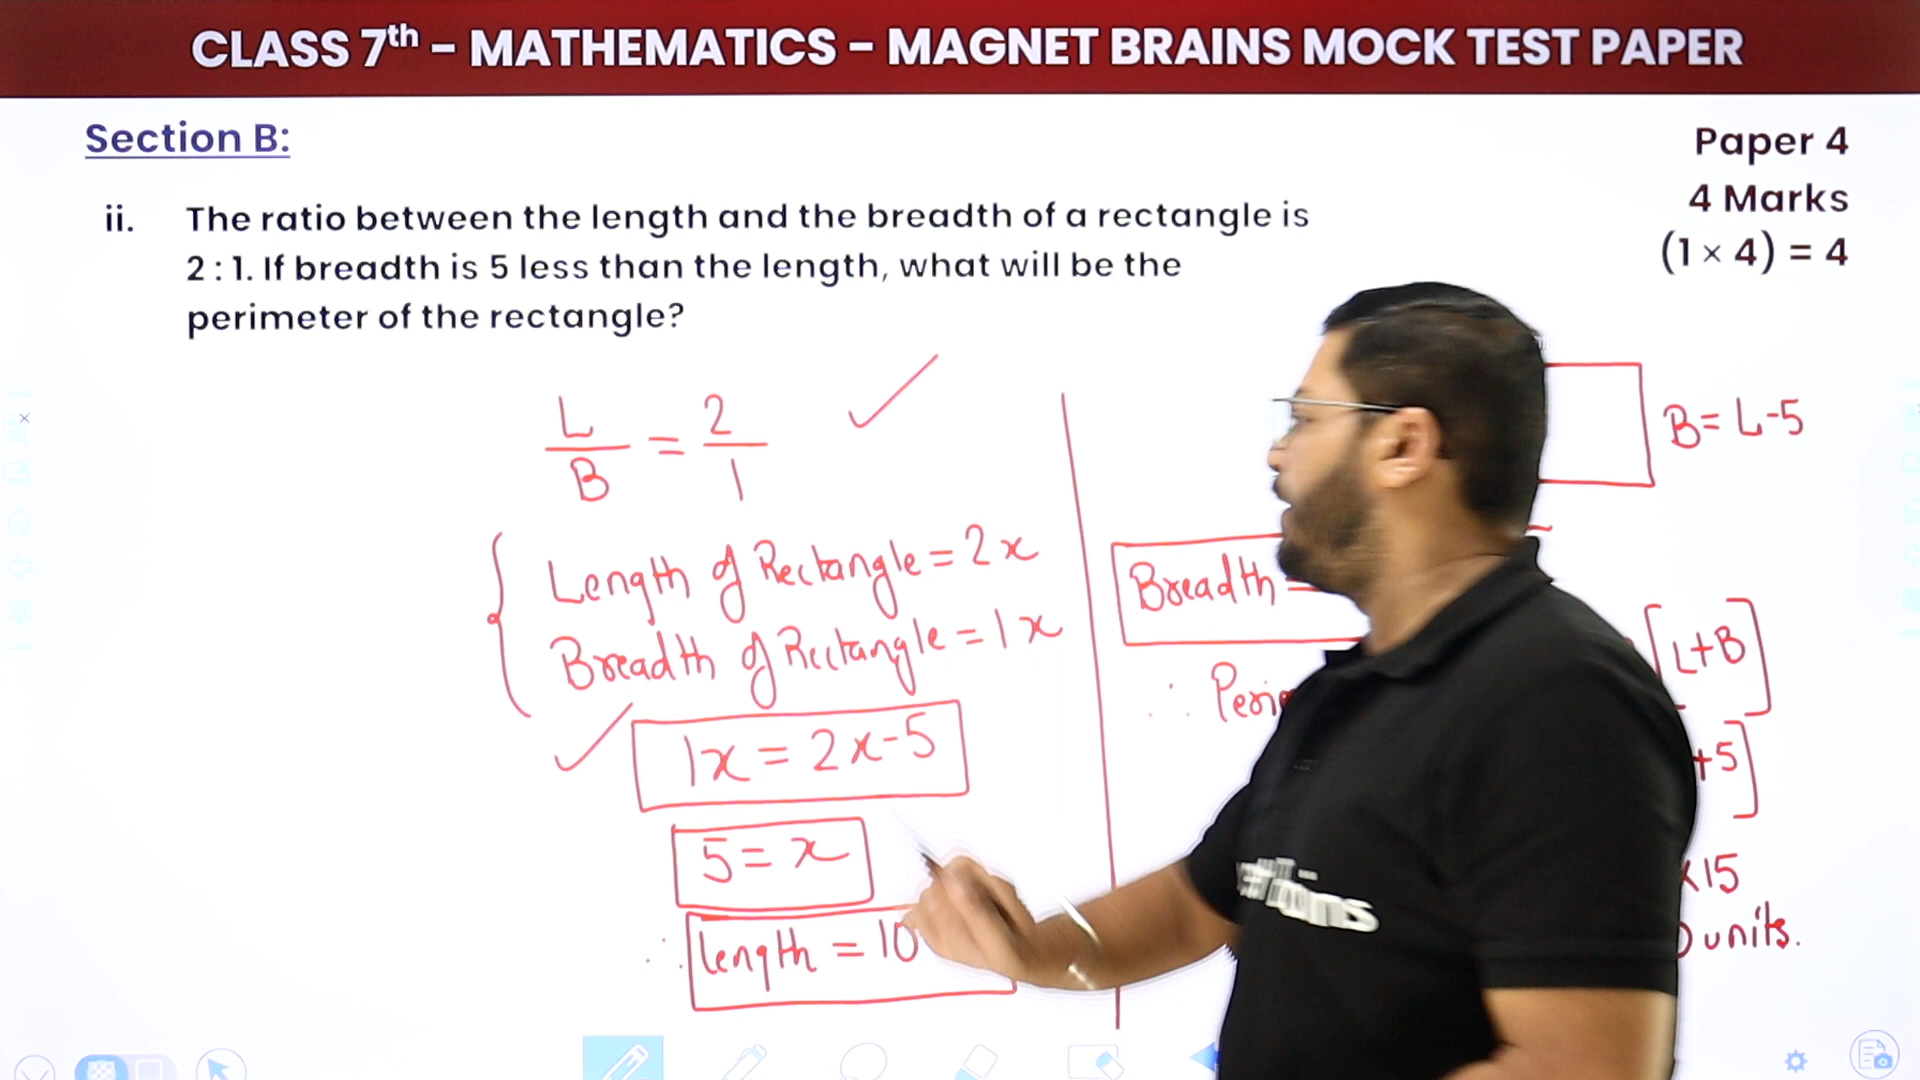 CLASS 7th – MATHEMATICS – MAGNET BRAINS MOCK TEST PAPER
Section B:
Paper 4
4 Marks
(1 × 4) = 4
ii. The ratio between the length and the breadth of a rectangle is
2 : 1. If breadth is 5 less than the length, what will be the
perimeter of the rectangle?
L/B = 2/1
Length of Rectangle = 2x
Breadth of Rectangle = 1x
1x = 2x-5
5 = x
∴ length = 10
B = L-5
Breadth =
∴
[L+B]
+5]
×15
units.